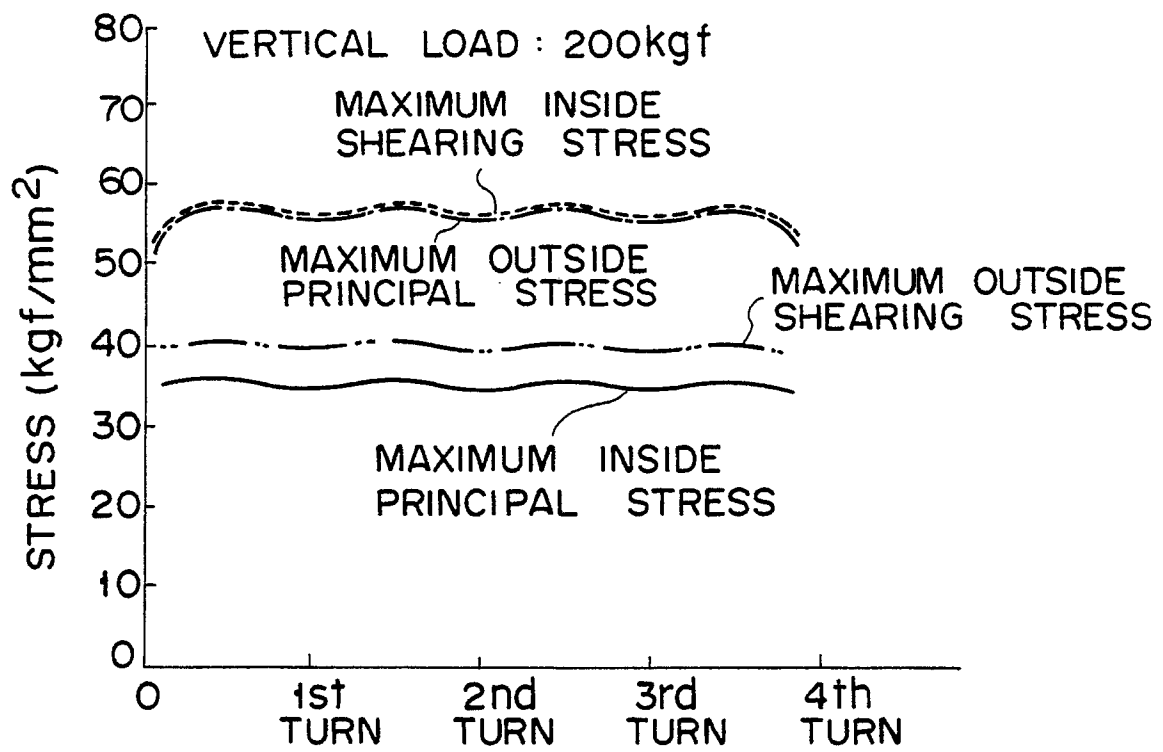 80
VERTICAL LOAD : 200kgf
70
MAXIMUM INSIDE
SHEARING STRESS
60
50
MAXIMUM OUTSIDE
PRINCIPAL STRESS
MAXIMUM OUTSIDE
SHEARING STRESS
40
30
MAXIMUM INSIDE
PRINCIPAL STRESS
20
10
0
STRESS (kgf/mm2)
0
1st
TURN
2nd
TURN
3rd
TURN
4th
TURN